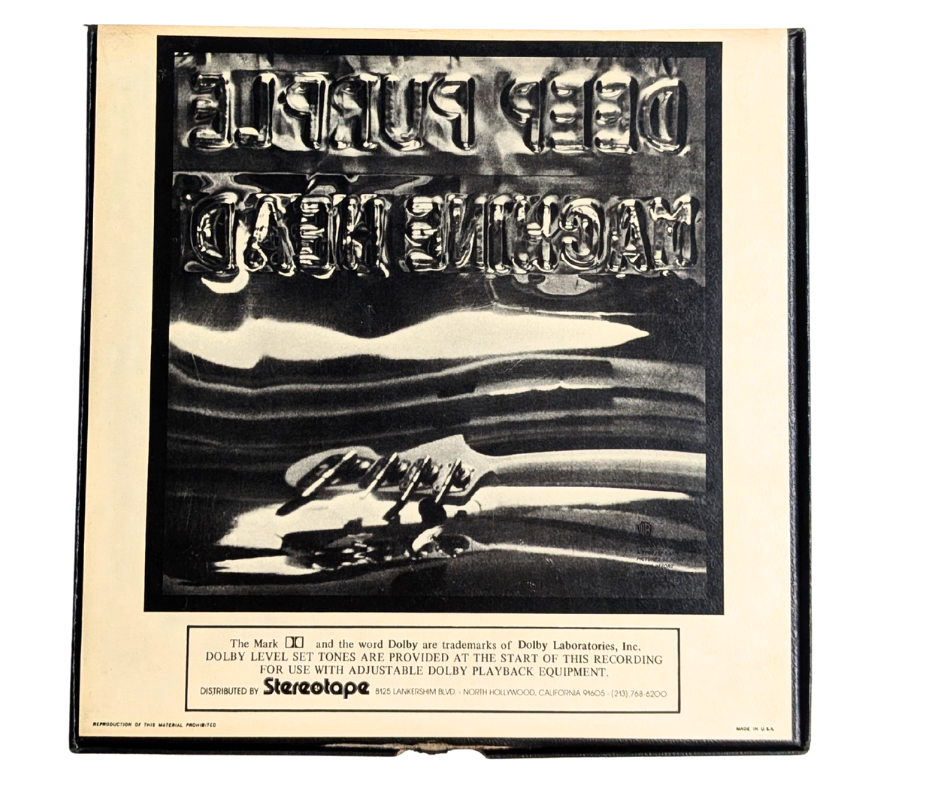 DEEP PURPLE
MACHINE HEAD
The Mark and the word Dolby are trademarks of Dolby Laboratories, Inc.
DOLBY LEVEL SET TONES ARE PROVIDED AT THE START OF THIS RECORDING
FOR USE WITH ADJUSTABLE DOLBY PLAYBACK EQUIPMENT.
DISTRIBUTED BY Stereotape 8125 LANKERSHIM BLVD · NORTH HOLLYWOOD, CALIFORNIA 91605 · (213) 768-6200
REPRODUCTION OF THIS MATERIAL PROHIBITED
MADE IN U.S.A.